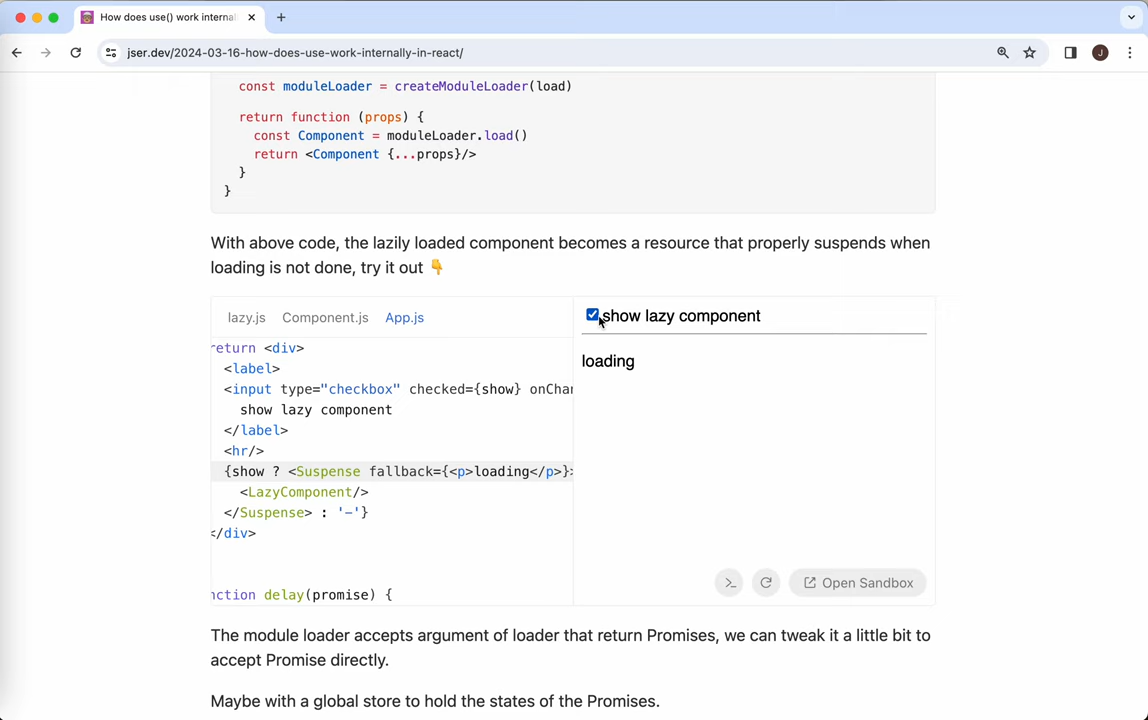 How does use() work interna
jser.dev/2024-03-16-how-does-use-work-internally-in-react/
J
const moduleLoader = createModuleLoader(load)
return function (props) {
const Component = moduleLoader.load()
return <Component {...props}/>
}
}
With above code, the lazily loaded component becomes a resource that properly suspends when
loading is not done, try it out 👇
lazy.js Component.js App.js
return <div>
<label>
<input type="checkbox" checked={show} onChan
show lazy component
</label>
<hr/>
{show ? <Suspense fallback={<p>loading</p>}>
<LazyComponent/>
</Suspense> : '-'}
</div>
nction delay(promise) {
show lazy component
loading
Open Sandbox
The module loader accepts argument of loader that return Promises, we can tweak it a little bit to
accept Promise directly.
Maybe with a global store to hold the states of the Promises.